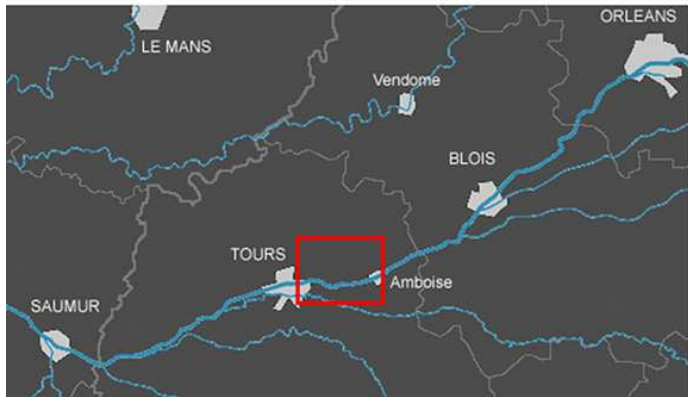 ORLEANS
LE MANS
Vendome
BLOIS
TOURS
Amboise
SAUMUR